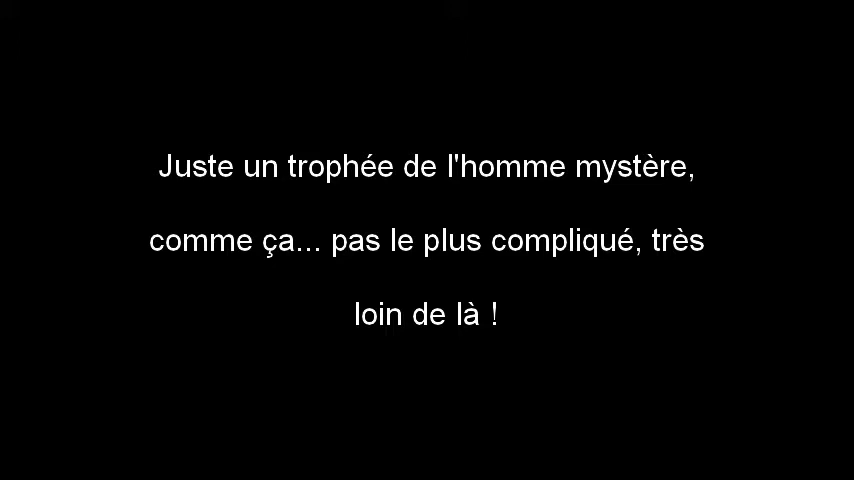 Juste un trophée de l'homme mystère,
comme ça... pas le plus compliqué, très
loin de là !